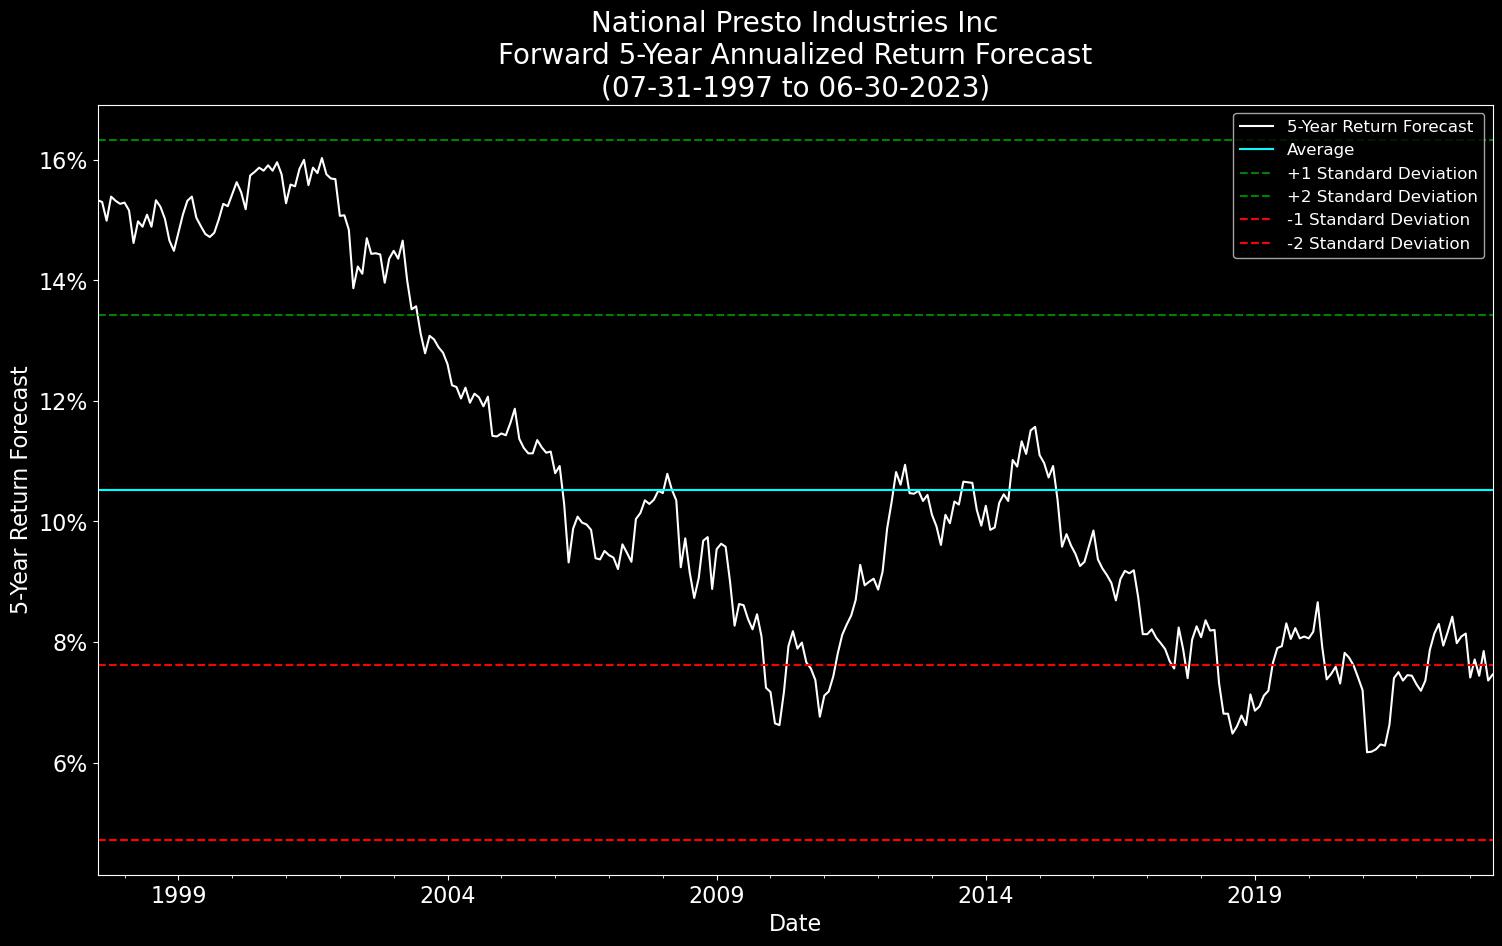 National Presto Industries Inc
Forward 5-Year Annualized Return Forecast
(07-31-1997 to 06-30-2023)
5-Year Return Forecast
Average
+1 Standard Deviation
+2 Standard Deviation
-1 Standard Deviation
-2 Standard Deviation
16%
14%
12%
10%
8%
6%
5-Year Return Forecast
1999 2004 2009 2014 2019
Date